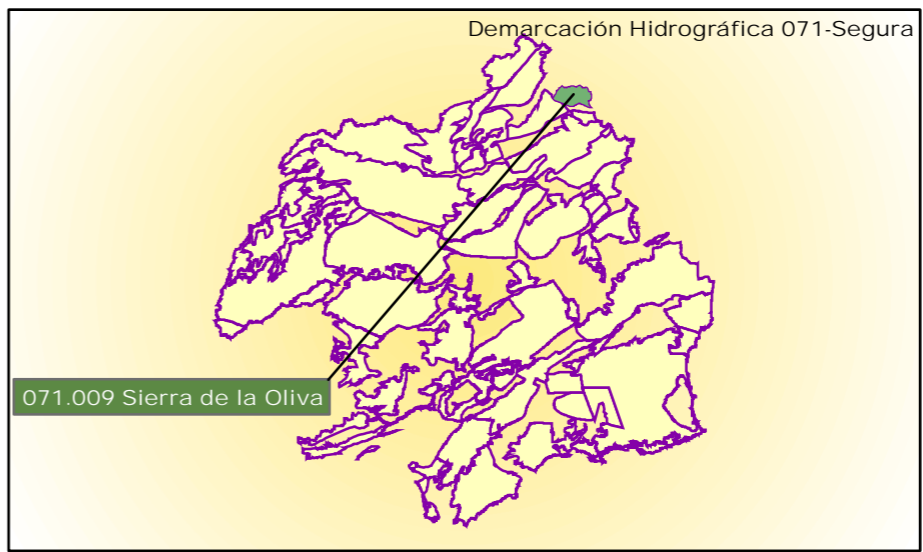 Demarcación Hidrográfica 071-Segura
071.009 Sierra de la Oliva